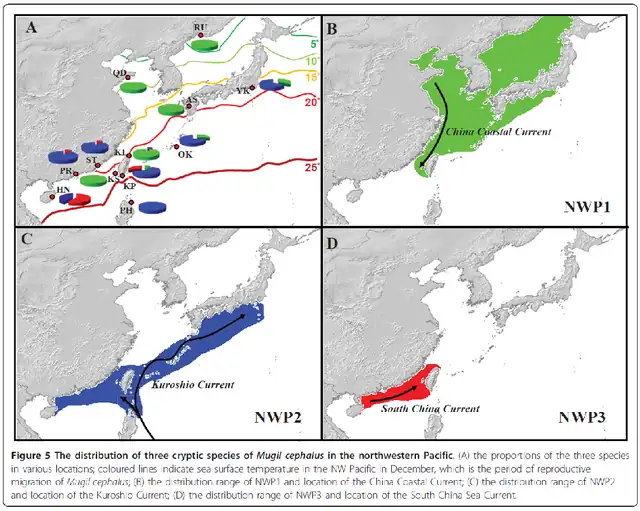 A
RU
5°
10°
QD
15°
YK
AS
20°
OK
KL
ST
PR
KS
KP
25°
HN
PH
B
China Coastal Current
NWP1
C
Kuroshio Current
NWP2
D
South China Current
NWP3
Figure 5 The distribution of three cryptic species of Mugil cephalus in the northwestern Pacific. (A) the proportions of the three species
in various locations; coloured lines indicate sea surface temperature in the NW Pacific in December, which is the period of reproductive
migration of Mugil cephalus; (B) the distribution range of NWP1 and location of the China Coastal Current; (C) the distribution range of NWP2
and location of the Kuroshio Current; (D) the distribution range of NWP3 and location of the South China Sea Current.